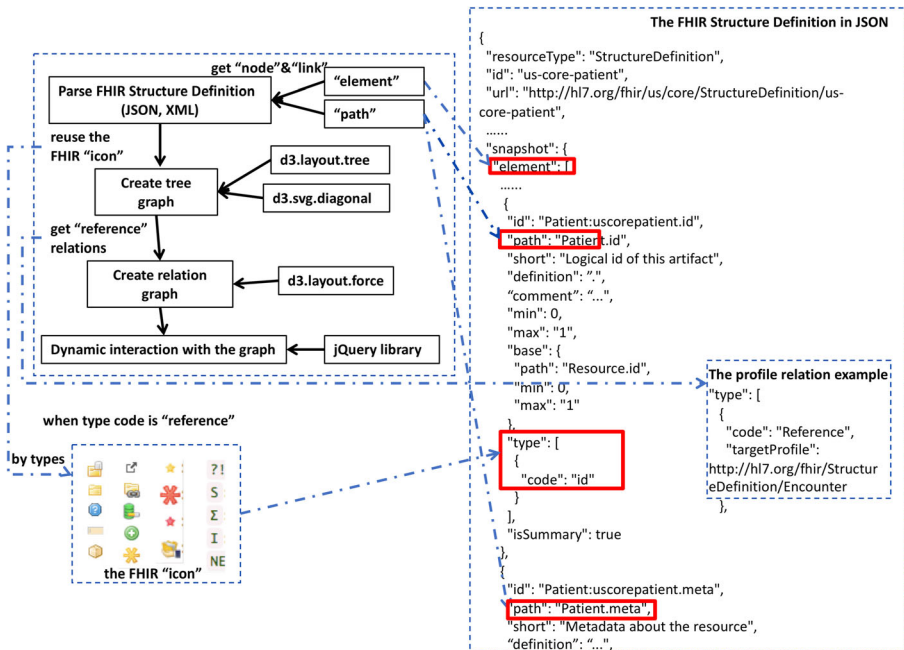 get "node"&"link"
Parse FHIR Structure Definition
(JSON, XML)
"element"
"path"
reuse the
FHIR "icon"
Create tree
graph
d3.layout.tree
d3.svg.diagonal
get "reference"
relations
Create relation
graph
d3.layout.force
Dynamic interaction with the graph
jQuery library
when type code is "reference"
by types
?!
S
Σ
I
NE
the FHIR "icon"
The FHIR Structure Definition in JSON
{
"resourceType": "StructureDefinition",
"id": "us-core-patient",
"url": "http://hl7.org/fhir/us/core/StructureDefinition/us-
core-patient",
......
"snapshot": {
"element": [
......
{
"id": "Patient:uscorepatient.id",
"path": "Patient.id",
"short": "Logical id of this artifact",
"definition": ".",
"comment": "...",
"min": 0,
"max": "1",
"base": {
"path": "Resource.id",
"min": 0,
"max": "1"
},
"type": [
{
"code": "id"
}
],
"isSummary": true
},
{
"id": "Patient:uscorepatient.meta",
"path": "Patient.meta",
"short": "Metadata about the resource",
"definition": "...",
The profile relation example
"type": [
{
"code": "Reference",
"targetProfile":
http://hl7.org/fhir/Structur
eDefinition/Encounter
},